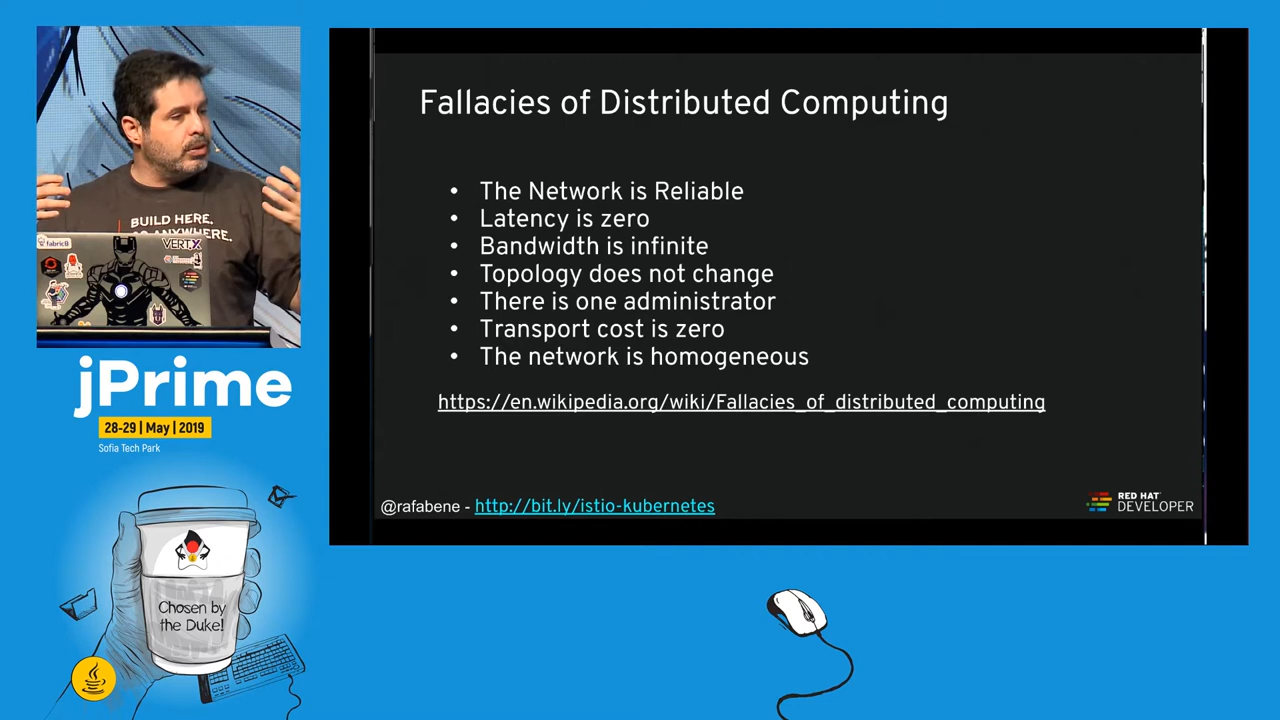 Fallacies of Distributed Computing
• The Network is Reliable
• Latency is zero
• Bandwidth is infinite
• Topology does not change
• There is one administrator
• Transport cost is zero
• The network is homogeneous
https://en.wikipedia.org/wiki/Fallacies_of_distributed_computing
@rafabene - http://bit.ly/istio-kubernetes
RED HAT
DEVELOPER
BUILD HERE.
ANYWHERE.
fabric8
VERT.X
jPrime
28-29 | May | 2019
Sofia Tech Park
Chosen by
the Duke!